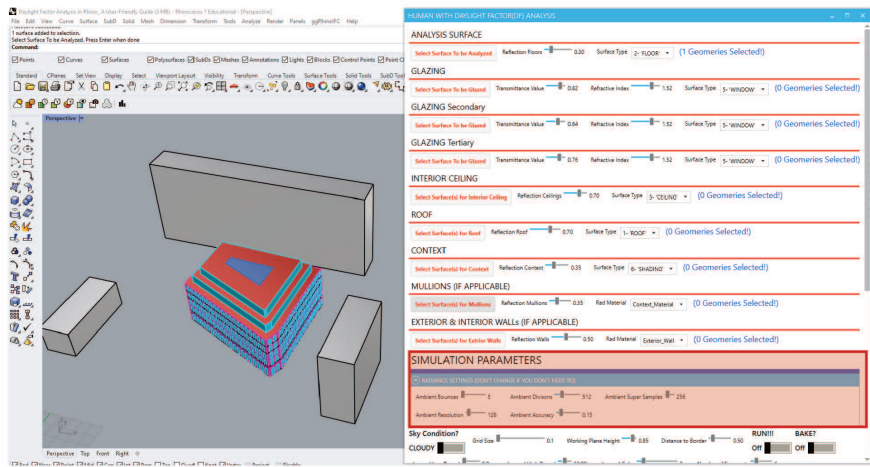 Daylight Factor Analysis in Rhino_ A User-Friendly Guide (3 MB) - Rhinoceros 7 Educational - [Perspective]
File Edit View Curve Surface SubD Solid Mesh Dimension Transform Tools Analyze Render Panels ggRhinoIFC Help
1 surface added to selection.
Select Surface To be Analyzed. Press Enter when done
Command:
Points Curves Surfaces Polysurfaces SubDs Meshes Annotations Lights Blocks Control Points Point
Standard CPlanes Set View Display Select Viewport Layout Visibility Transform Curve Tools Surface Tools Solid Tools SubD Tool
Perspective
Perspective Top Front Right
HUMAN WITH DAYLIGHT FACTOR(DF) ANALYSIS
ANALYSIS SURFACE
Select Surface To be Analyzed Reflection Floors 0.20 Surface Type 2- 'FLOOR' (1 Geomeries Selected!)
GLAZING
Select Surface To be Glazed Transmittance Value 0.62 Refractive Index 1.52 Surface Type 5- 'WINDOW' (0 Geomeries Selected!)
GLAZING Secondary
Select Surface To be Glazed Transmittance Value 0.64 Refractive Index 1.52 Surface Type 5- 'WINDOW' (0 Geomeries Selected!)
GLAZING Tertiary
Select Surface To be Glazed Transmittance Value 0.76 Refractive Index 1.52 Surface Type 5- 'WINDOW' (0 Geomeries Selected!)
INTERIOR CEILING
Select Surface(s) for Interior Ceiling Reflection Ceilings 0.70 Surface Type 5- 'CEILING' (0 Geomeries Selected!)
ROOF
Select Surface(s) for Roof Reflection Roof 0.70 Surface Type 1- 'ROOF' (0 Geomeries Selected!)
CONTEXT
Select Surface(s) for Context Reflection Context 0.35 Surface Type 6- 'SHADING' (0 Geomeries Selected!)
MULLIONS (IF APPLICABLE)
Select Surface(s) for Mullions Reflection Mullions 0.35 Rad Material Context_Material (0 Geomeries Selected!)
EXTERIOR & INTERIOR WALLs (IF APPLICABLE)
Select Surface(s) for Extrior Walls Reflection Walls 0.50 Rad Material Exterior_Wall (0 Geomeries Selected!)
SIMULATION PARAMETERS
RADIANCE SETTINGS (DON'T CHANGE IF YOU DON'T NEED TO)
Ambient Bounces 5 Ambient Divisons 512 Ambient Super Samples 256
Ambient Resolution 128 Ambient Accuracy 0.15
Sky Condition? RUN!!! BAKE?
CLOUDY Grid Size 0.1 Working Plane Height 0.85 Distance to Border 0.50 Off Off